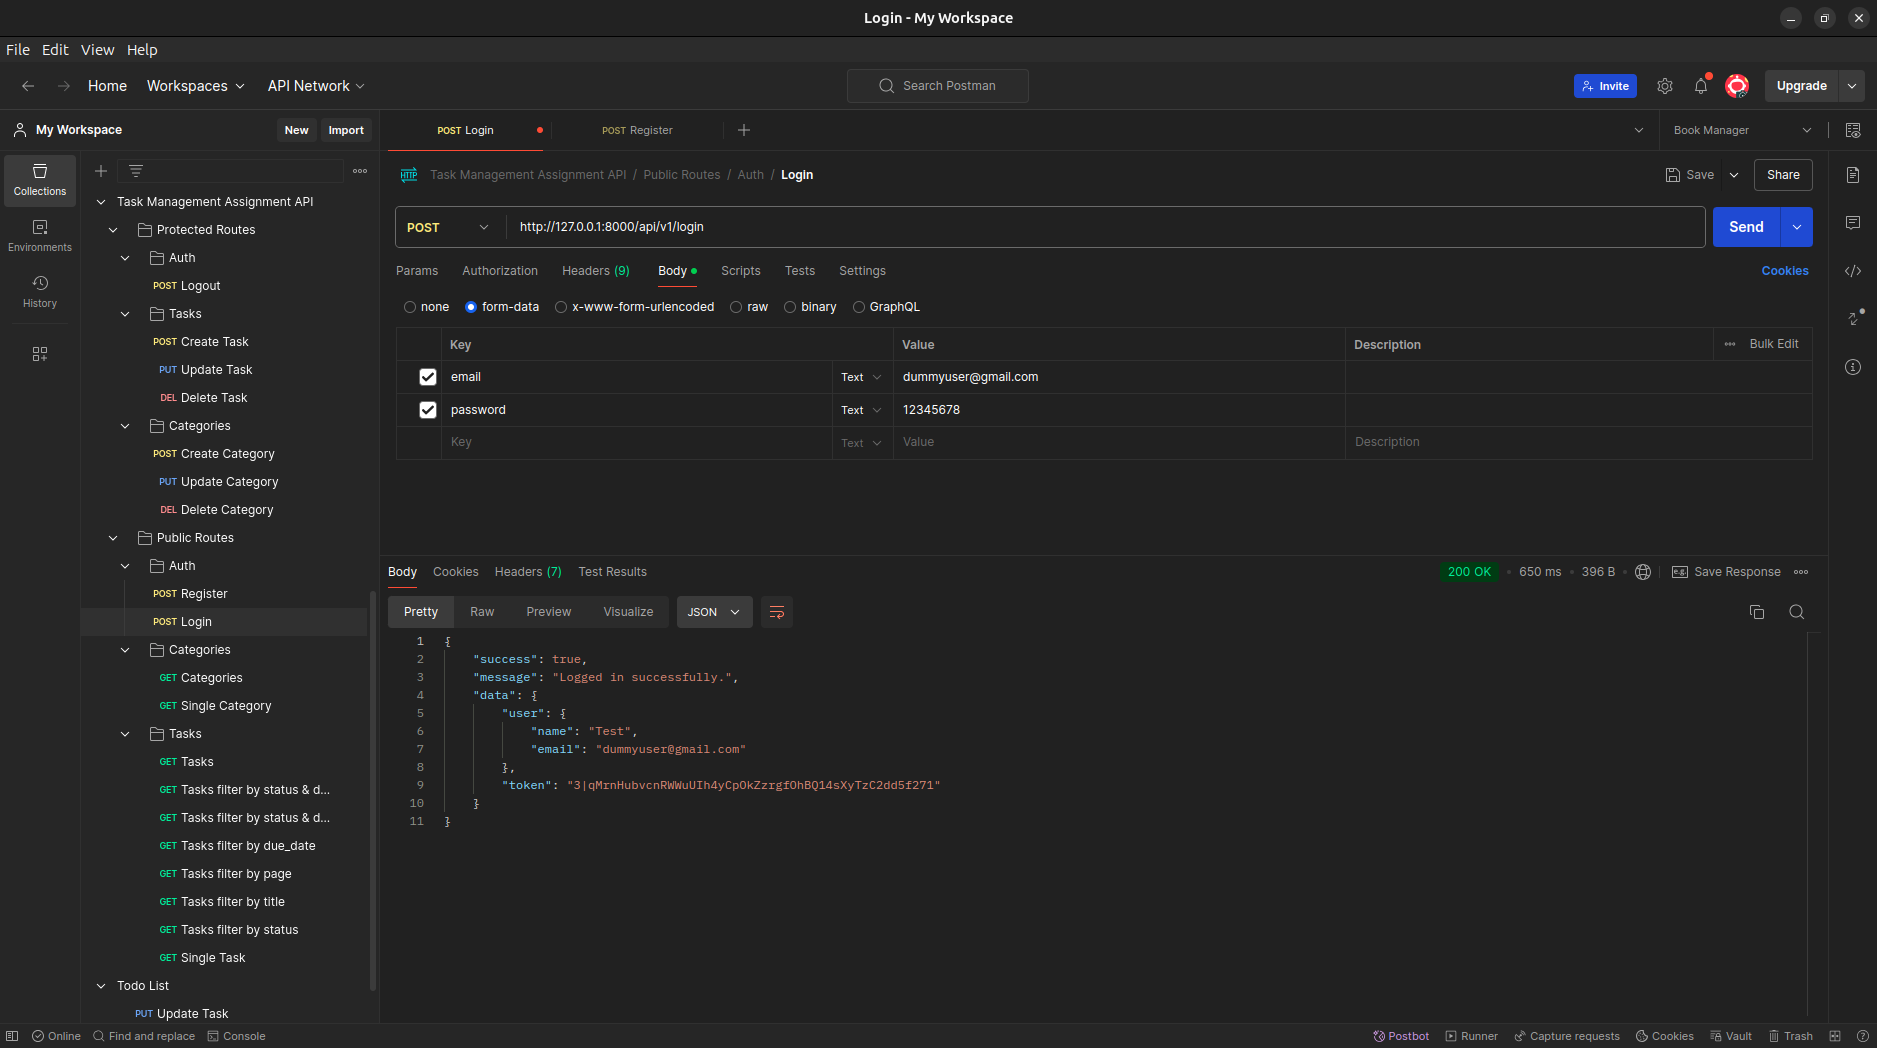 Login - My Workspace
File Edit View Help
Home Workspaces API Network
Search Postman
Invite
Upgrade
My Workspace
New Import
POST Login
POST Register
Book Manager
Collections
Environments
History
Task Management Assignment API
Protected Routes
Auth
POST Logout
Tasks
POST Create Task
PUT Update Task
DEL Delete Task
Categories
POST Create Category
PUT Update Category
DEL Delete Category
Public Routes
Auth
POST Register
POST Login
Categories
GET Categories
GET Single Category
Tasks
GET Tasks
GET Tasks filter by status & d...
GET Tasks filter by status & d...
GET Tasks filter by due_date
GET Tasks filter by page
GET Tasks filter by title
GET Tasks filter by status
GET Single Task
Todo List
PUT Update Task
HTTP Task Management Assignment API / Public Routes / Auth / Login
Save Share
POST http://127.0.0.1:8000/api/v1/login
Send
Params Authorization Headers (9) Body Scripts Tests Settings
Cookies
none form-data x-www-form-urlencoded raw binary GraphQL
Key Value Description Bulk Edit
email Text dummyuser@gmail.com
password Text 12345678
Key Text Value Description
Body Cookies Headers (7) Test Results
200 OK 650 ms 396 B e.g. Save Response
Pretty Raw Preview Visualize JSON
1 {
2 "success": true,
3 "message": "Logged in successfully.",
4 "data": {
5 "user": {
6 "name": "Test",
7 "email": "dummyuser@gmail.com"
8 },
9 "token": "3|qMrnHubvcnRWWuUIh4yCpOkZzrgfOhBQ14sXyTzC2dd5f271"
10 }
11 }
Online Find and replace Console
Postbot Runner Capture requests Cookies Vault Trash